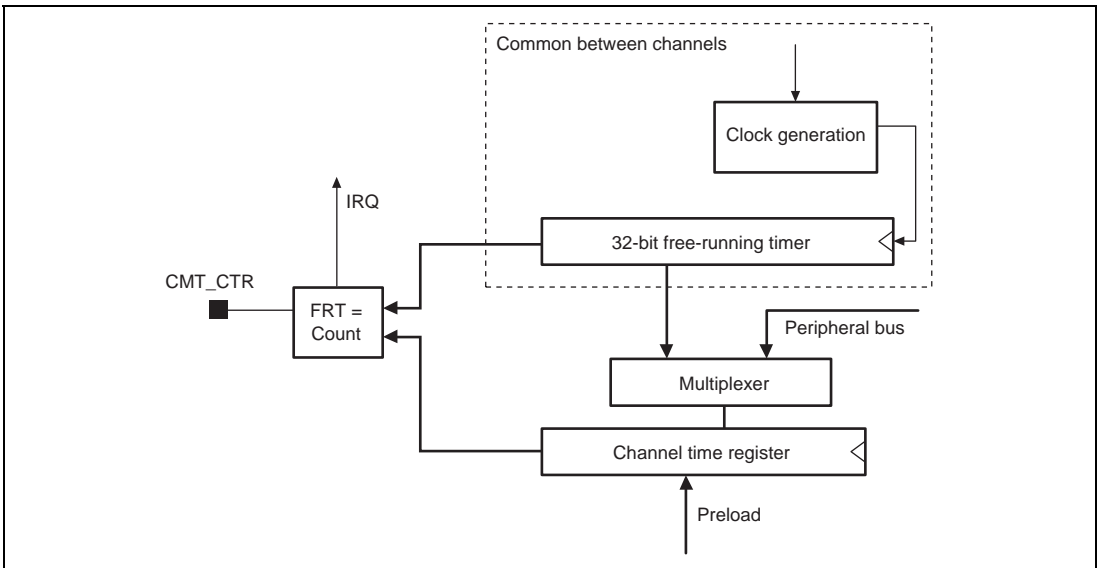 Common between channels
Clock generation
IRQ
32-bit free-running timer
CMT_CTR
FRT =
Count
Peripheral bus
Multiplexer
Channel time register
Preload